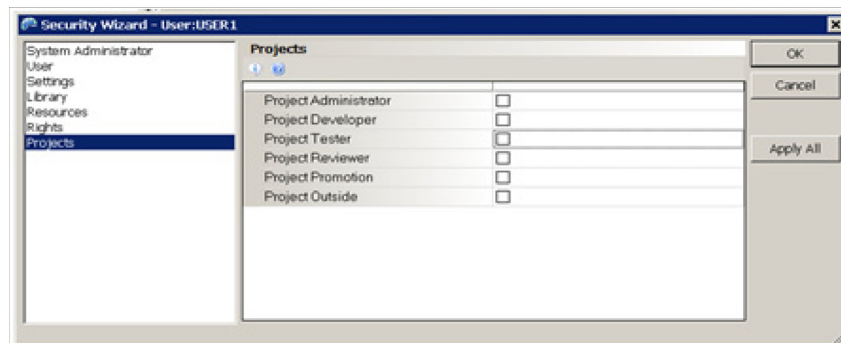 Security Wizard - User:USER1
System Administrator
User
Settings
Library
Resources
Rights
Projects
Projects
Project Administrator
Project Developer
Project Tester
Project Reviewer
Project Promotion
Project Outside
OK
Cancel
Apply All